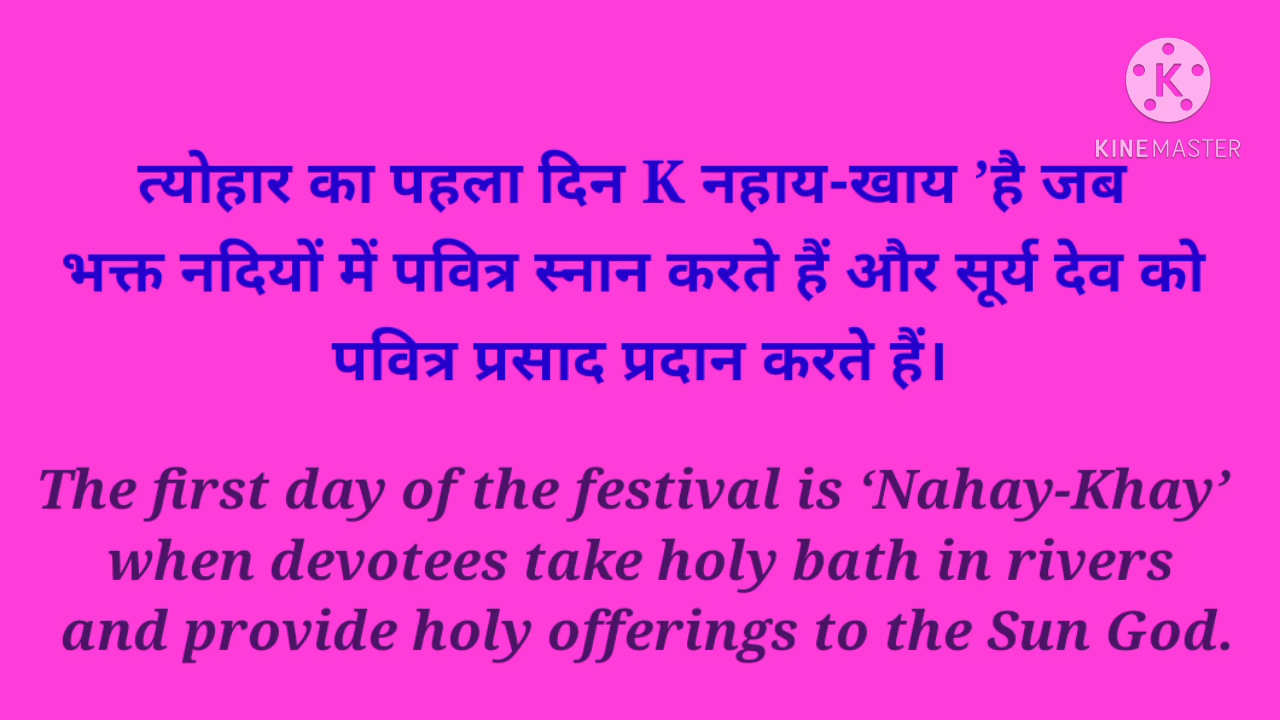 K
KINEMASTER
त्योहार का पहला दिन K नहाय-खाय ’है जब
भक्त नदियों में पवित्र स्नान करते हैं और सूर्य देव को
पवित्र प्रसाद प्रदान करते हैं।
The first day of the festival is ‘Nahay-Khay’
when devotees take holy bath in rivers
and provide holy offerings to the Sun God.